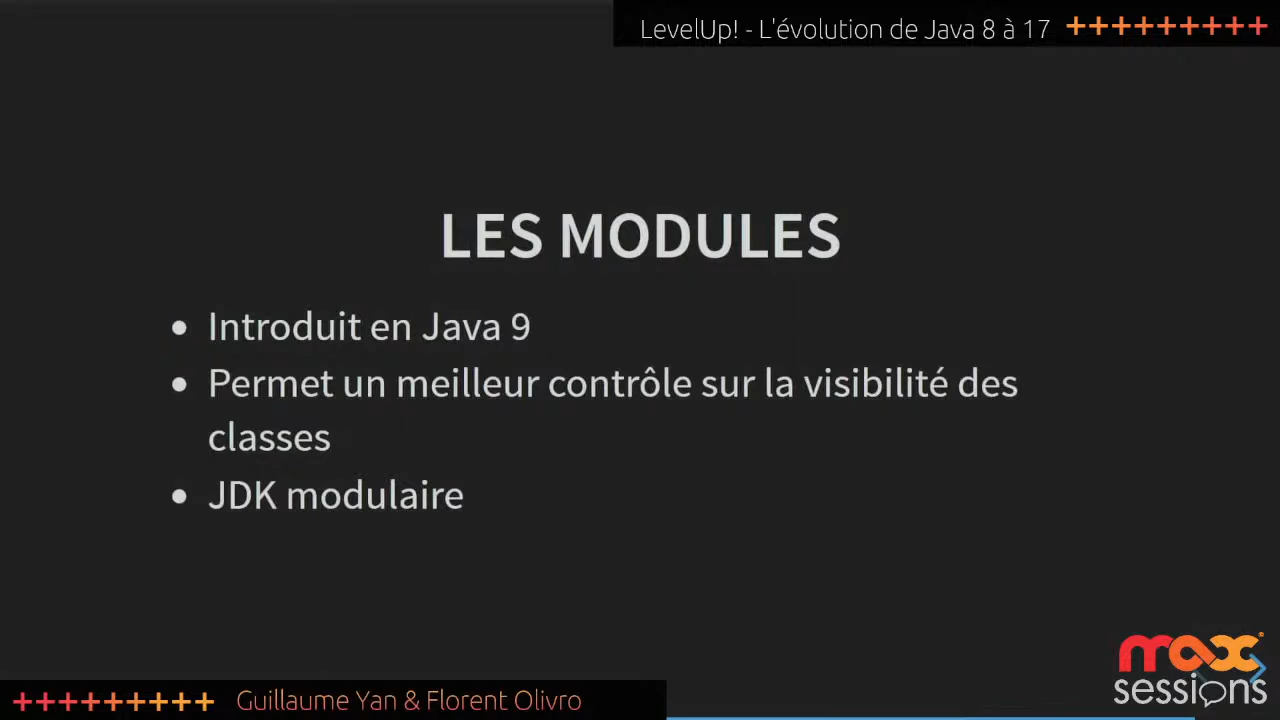 LevelUp! - L'évolution de Java 8 à 17 +++++++++
LES MODULES
• Introduit en Java 9
• Permet un meilleur contrôle sur la visibilité des
classes
• JDK modulaire
+++++++++ Guillaume Yan & Florent Olivro
max
sessions